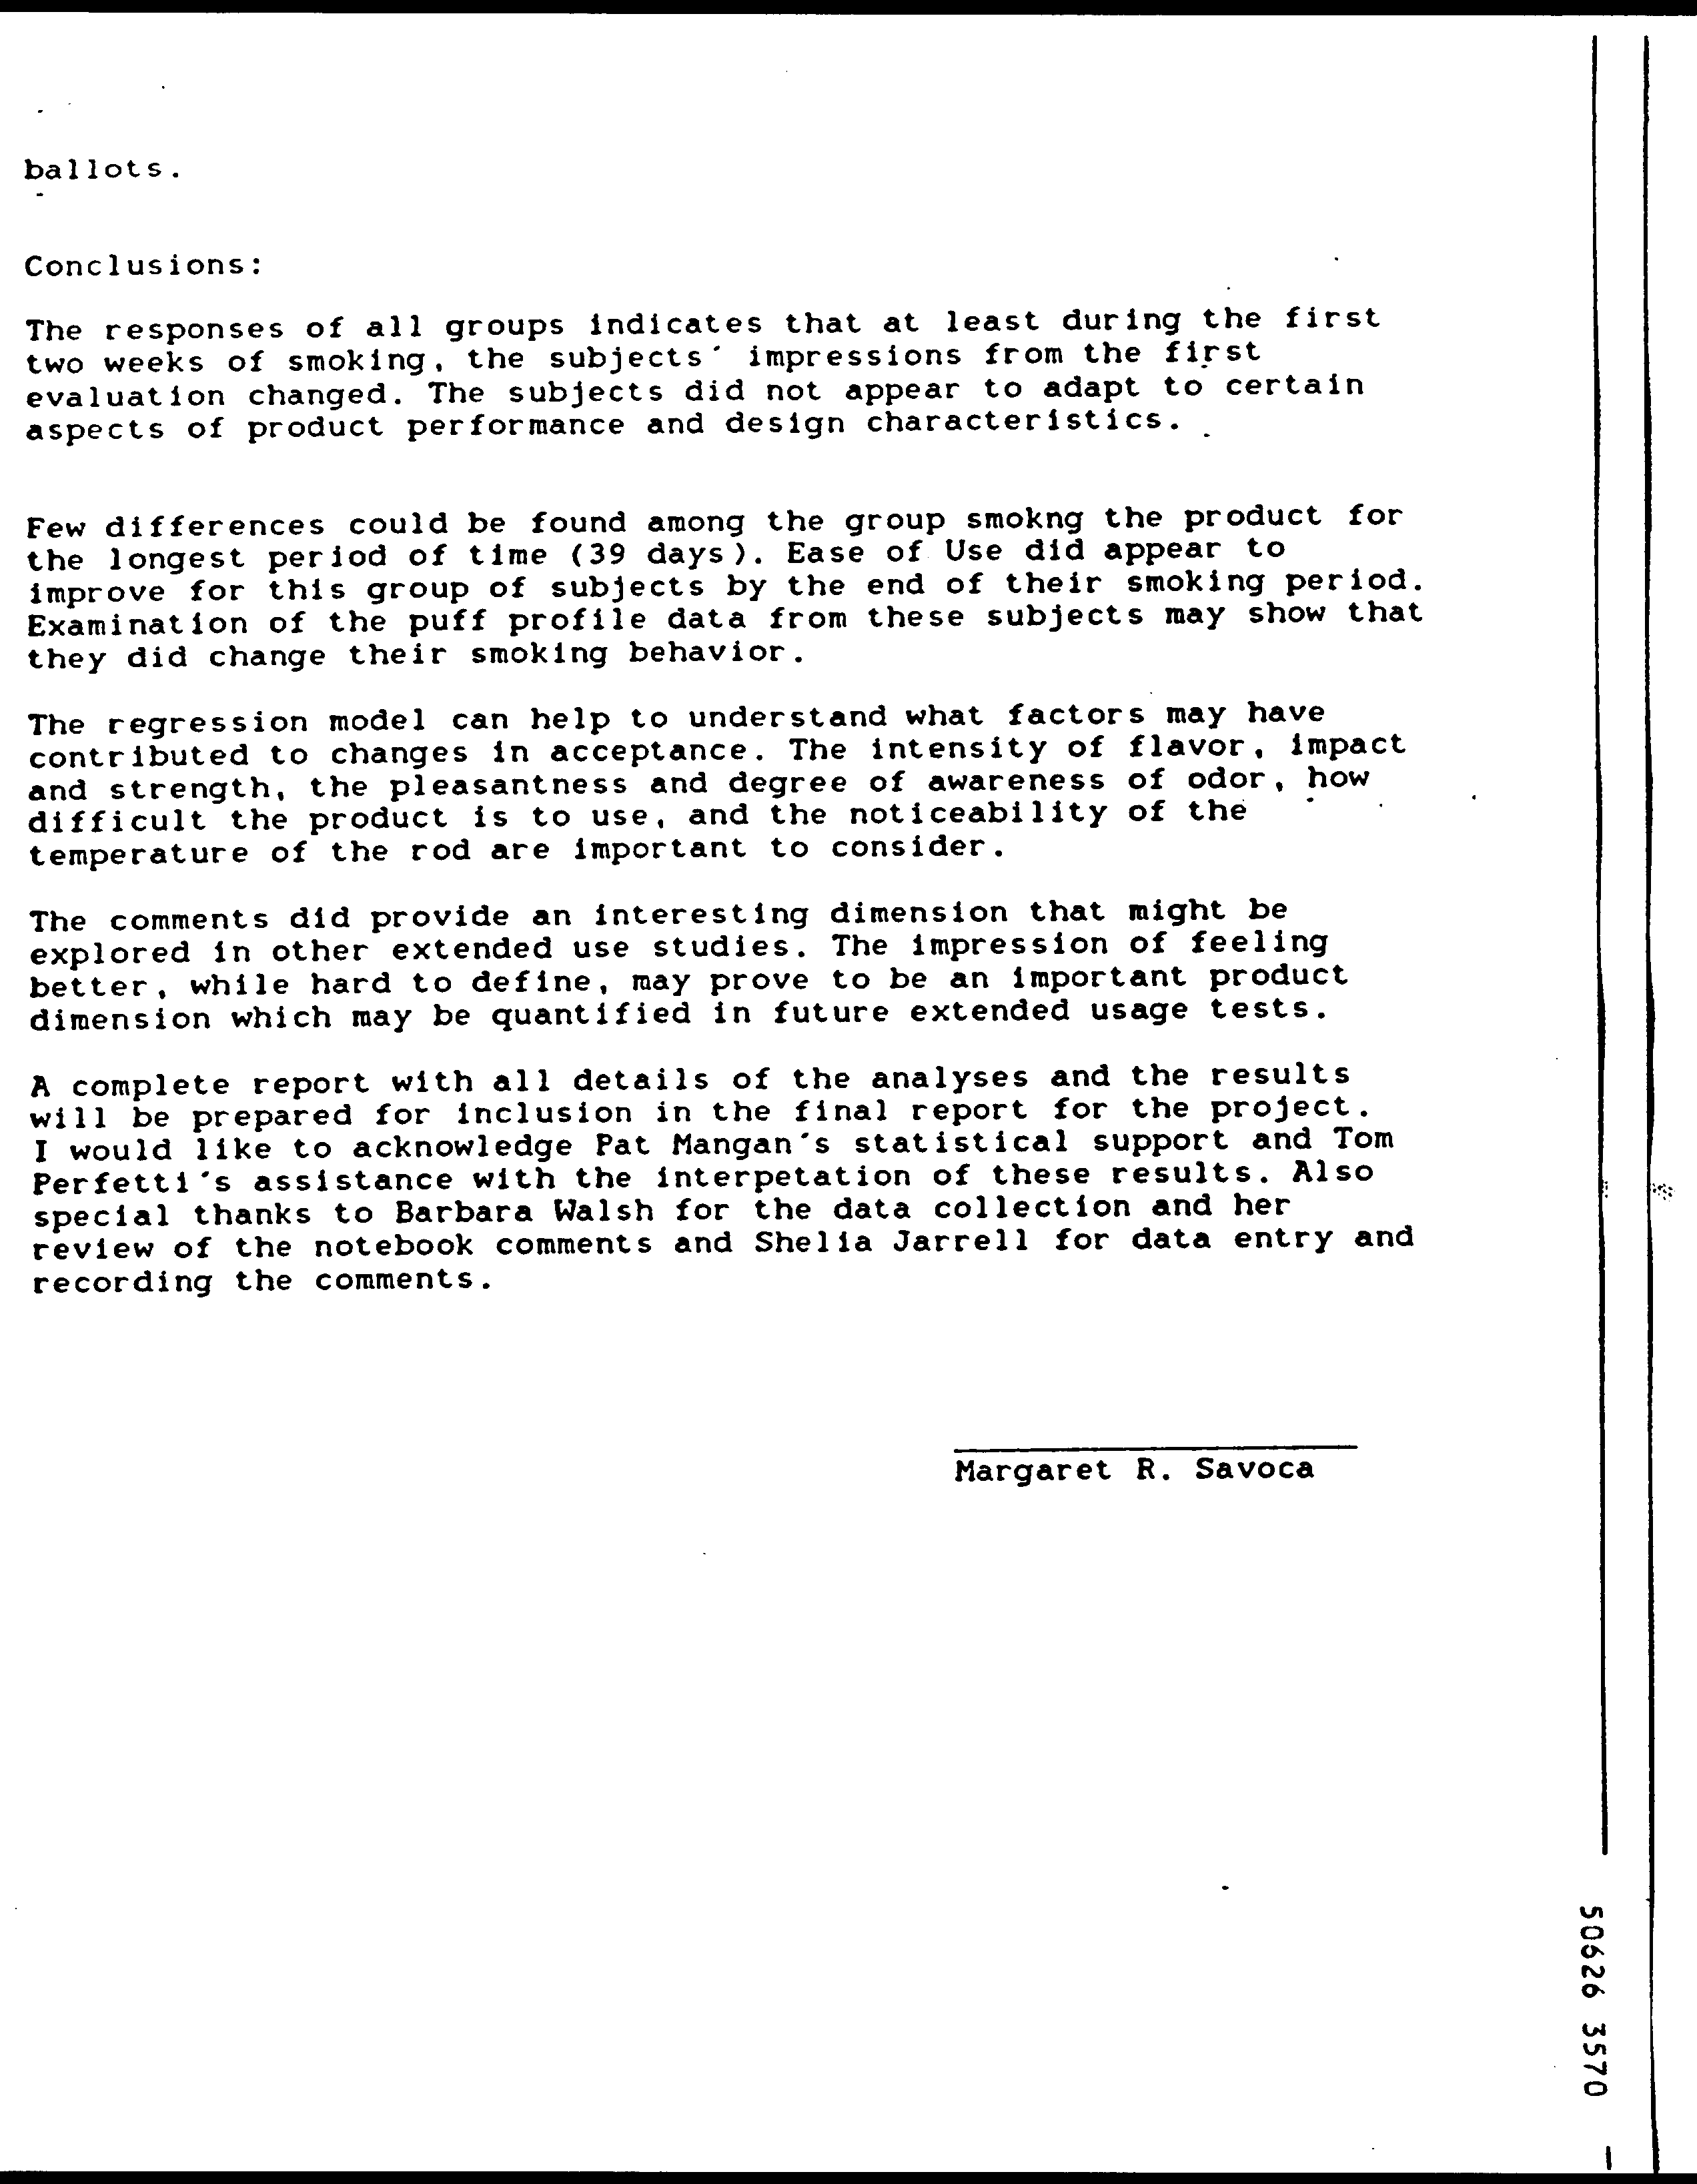 ballots.
Conclusions:
The responses of all groups indicates that at least during the first
two weeks of smoking, the subjects' impressions from the first
evaluation changed. The subjects did not appear to adapt to certain
aspects of product performance and design characteristics.
Few differences could be found among the group smokng the product for
the longest period of time (39 days). Ease of Use did appear to
improve for this group of subjects by the end of their smoking period.
Examination of the puff profile data from these subjects may show that
they did change their smoking behavior.
The regression model can help to understand what factors may have
contributed to changes in acceptance. The intensity of flavor, impact
and strength, the pleasantness and degree of awareness of odor, how
difficult the product is to use, and the noticeability of the
temperature of the rod are important to consider.
The comments did provide an interesting dimension that might be
explored in other extended use studies. The impression of feeling
better, while hard to define, may prove to be an important product
dimension which may be quantified in future extended usage tests.
A complete report with all details of the analyses and the results
will be prepared for inclusion in the final report for the project.
I would like to acknowledge Pat Mangan's statistical support and Tom
Perfetti's assistance with the interpetation of these results. Also
special thanks to Barbara Walsh for the data collection and her
review of the notebook comments and Shelia Jarrell for data entry and
recording the comments.
Margaret R. Savoca
50626 3570